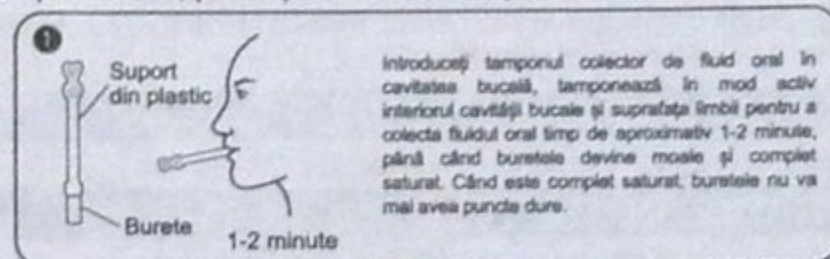 1
Suport
din plastic
Burete
1-2 minute
Introduceți tamponul colector de fluid oral în
cavitatea bucală, tamponează în mod activ
interiorul cavității bucale și suprafața limbii pentru a
colecta fluidul oral timp de aproximativ 1-2 minute,
până când buretele devine moale și complet
saturat. Când este complet saturat, buretele nu va
mai avea puncte dure.